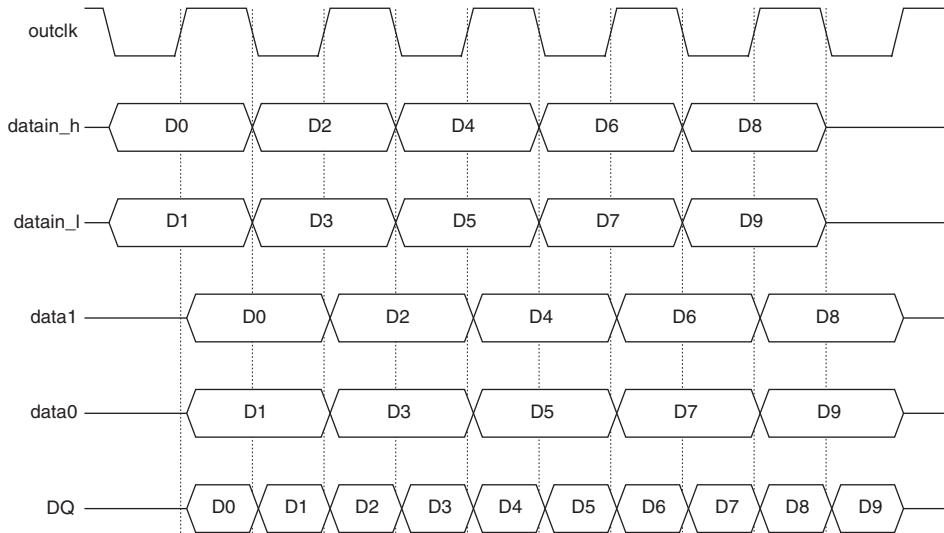 outclk
datain_h D0 D2 D4 D6 D8
datain_l D1 D3 D5 D7 D9
data1 D0 D2 D4 D6 D8
data0 D1 D3 D5 D7 D9
DQ D0 D1 D2 D3 D4 D5 D6 D7 D8 D9